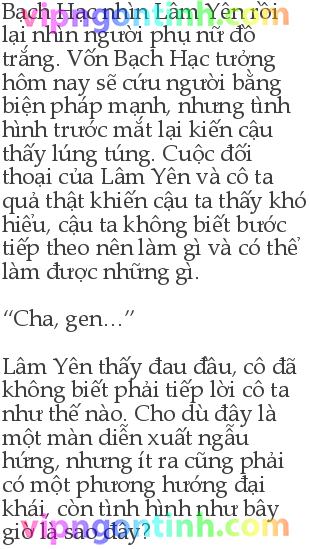 Bạch Hạc nhìn Lâm Yên rồi
lại nhìn người phụ nữ đồ
trắng. Vốn Bạch Hạc tưởng
hôm nay sẽ cứu người bằng
biện pháp mạnh, nhưng tình
hình trước mắt lại kiến cậu
thấy lúng túng. Cuộc đối
thoại của Lâm Yên và cô ta
quả thật khiến cậu ta thấy khó
hiểu, cậu ta không biết bước
tiếp theo nên làm gì và có thể
làm được những gì.
“Cha, gen…”
Lâm Yên thấy đau đầu, cô đã
không biết phải tiếp lời cô ta
như thế nào. Cho dù đây là
một màn diễn xuất ngẫu
hứng, nhưng ít ra cũng phải
có một phương hướng đại
khái, còn tình hình như bây
giờ là sao đây?
vipngontinh.com
vipngontinh.com